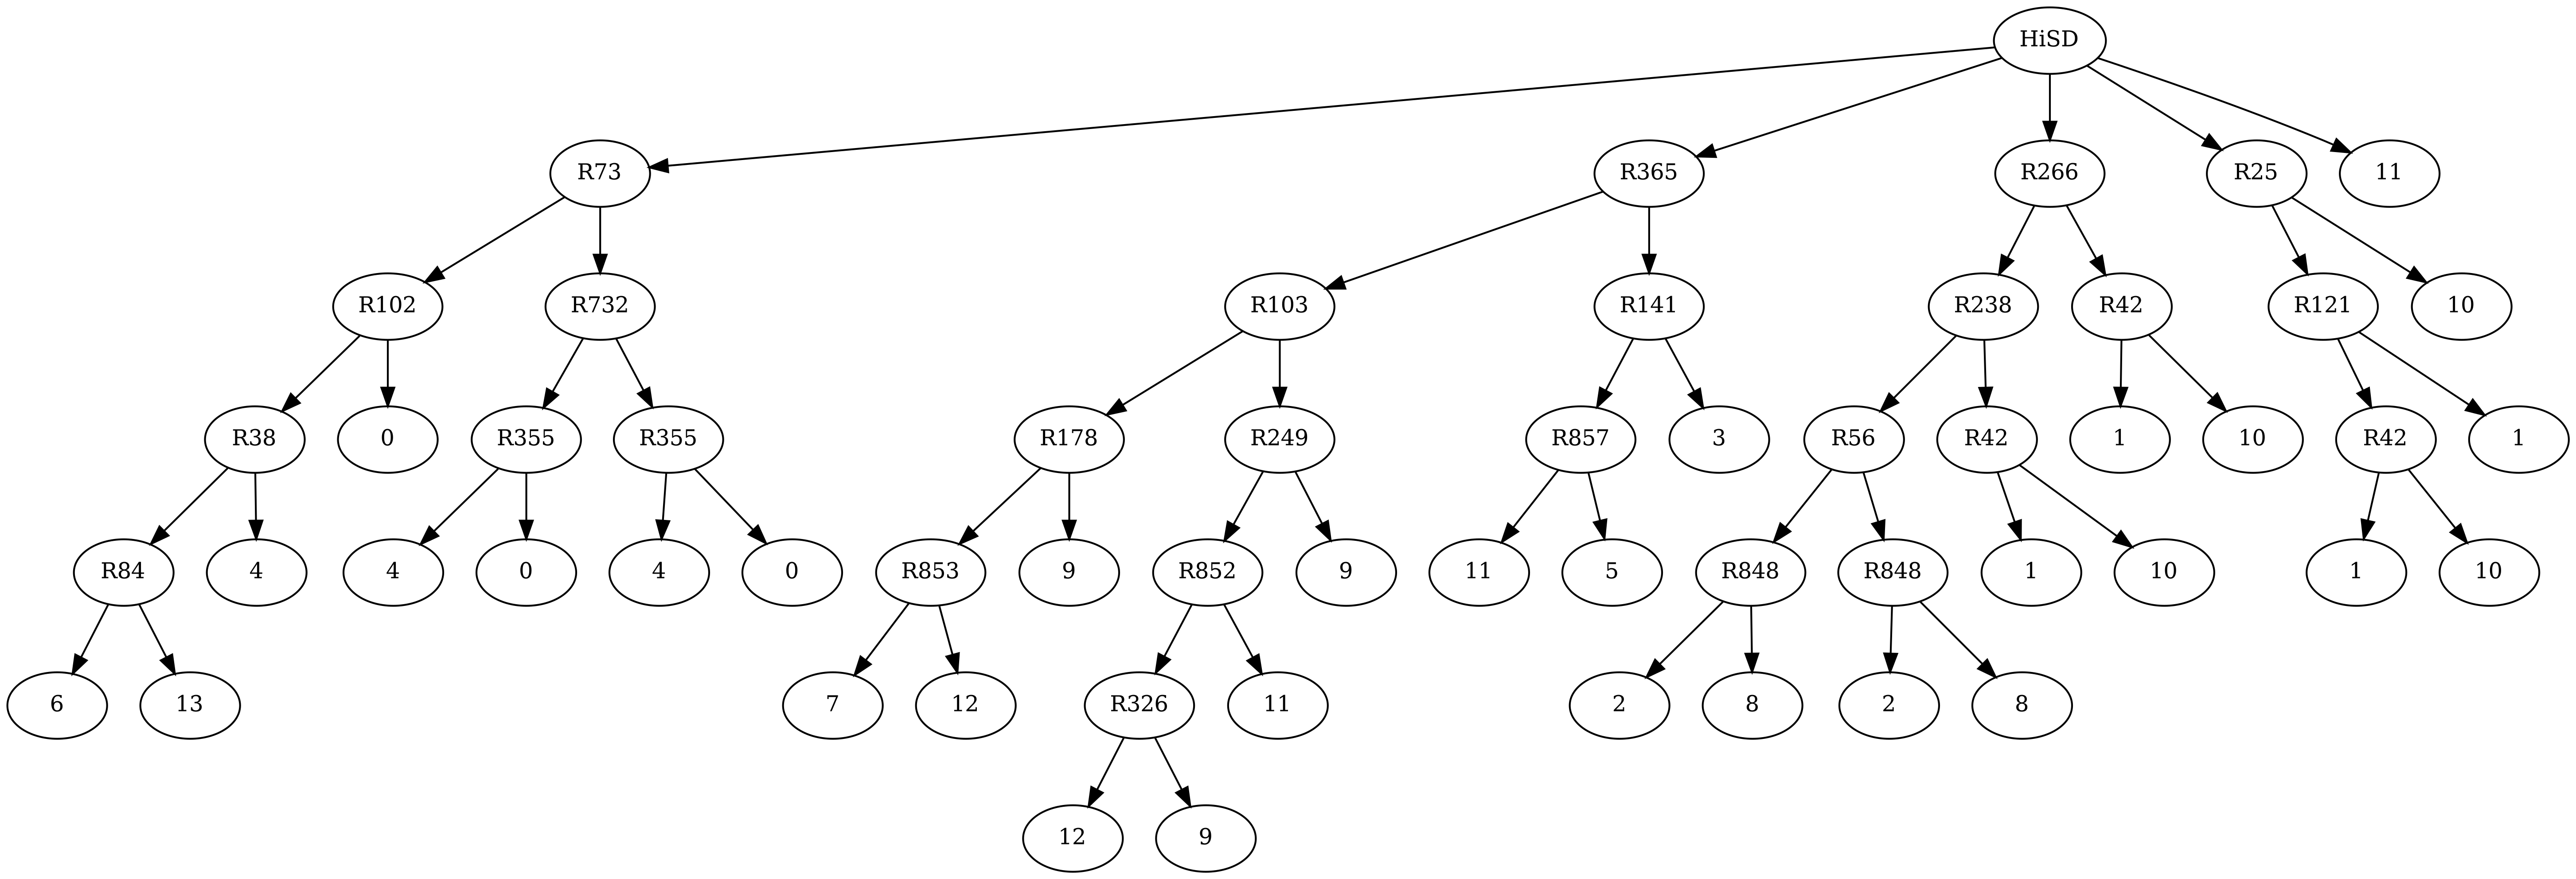 HiSD
R73 R365 R266 R25 11
R102 R732 R103 R141 R238 R42 R121 10
R38 0 R355 R355 R178 R249 R857 3 R56 R42 1 10 R42 1
R84 4 4 0 4 0 R853 9 R852 9 11 5 R848 R848 1 10 1 10
6 13 7 12 R326 11 2 8 2 8
12 9